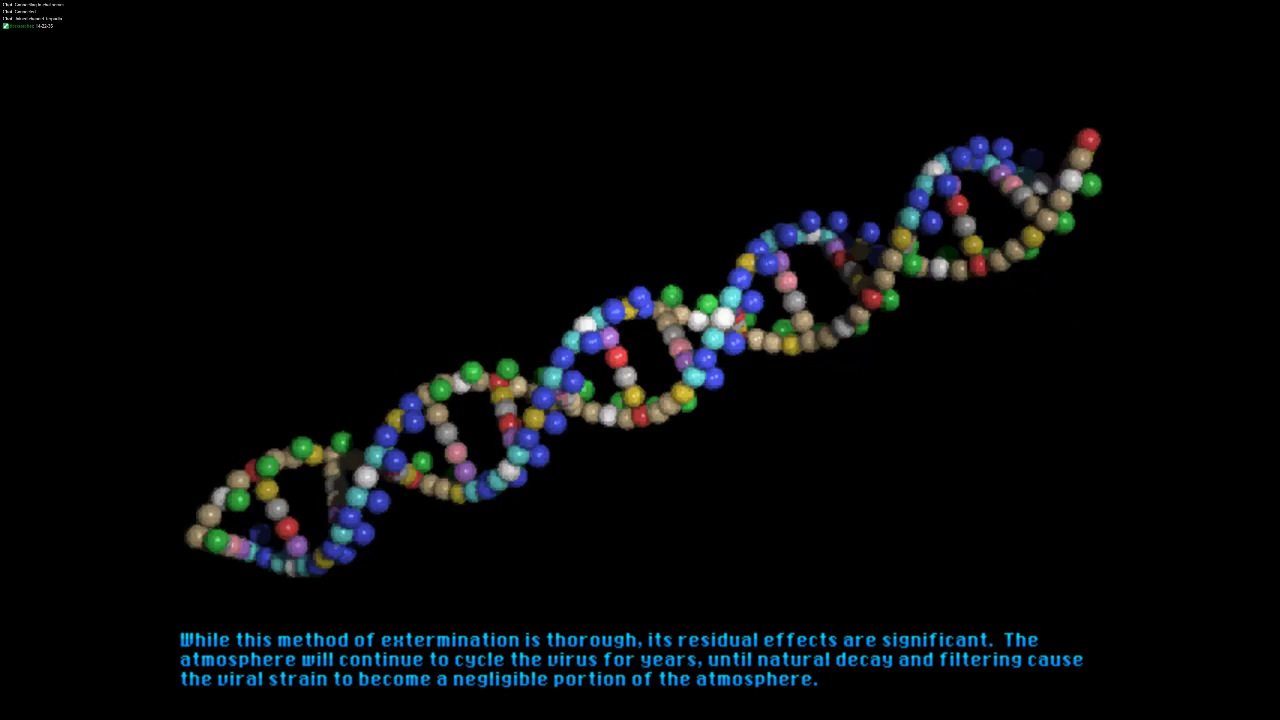 Chat: Connected
While this method of extermination is thorough, its residual effects are significant. The
atmosphere will continue to cycle the virus for years, until natural decay and filtering cause
the viral strain to become a negligible portion of the atmosphere.